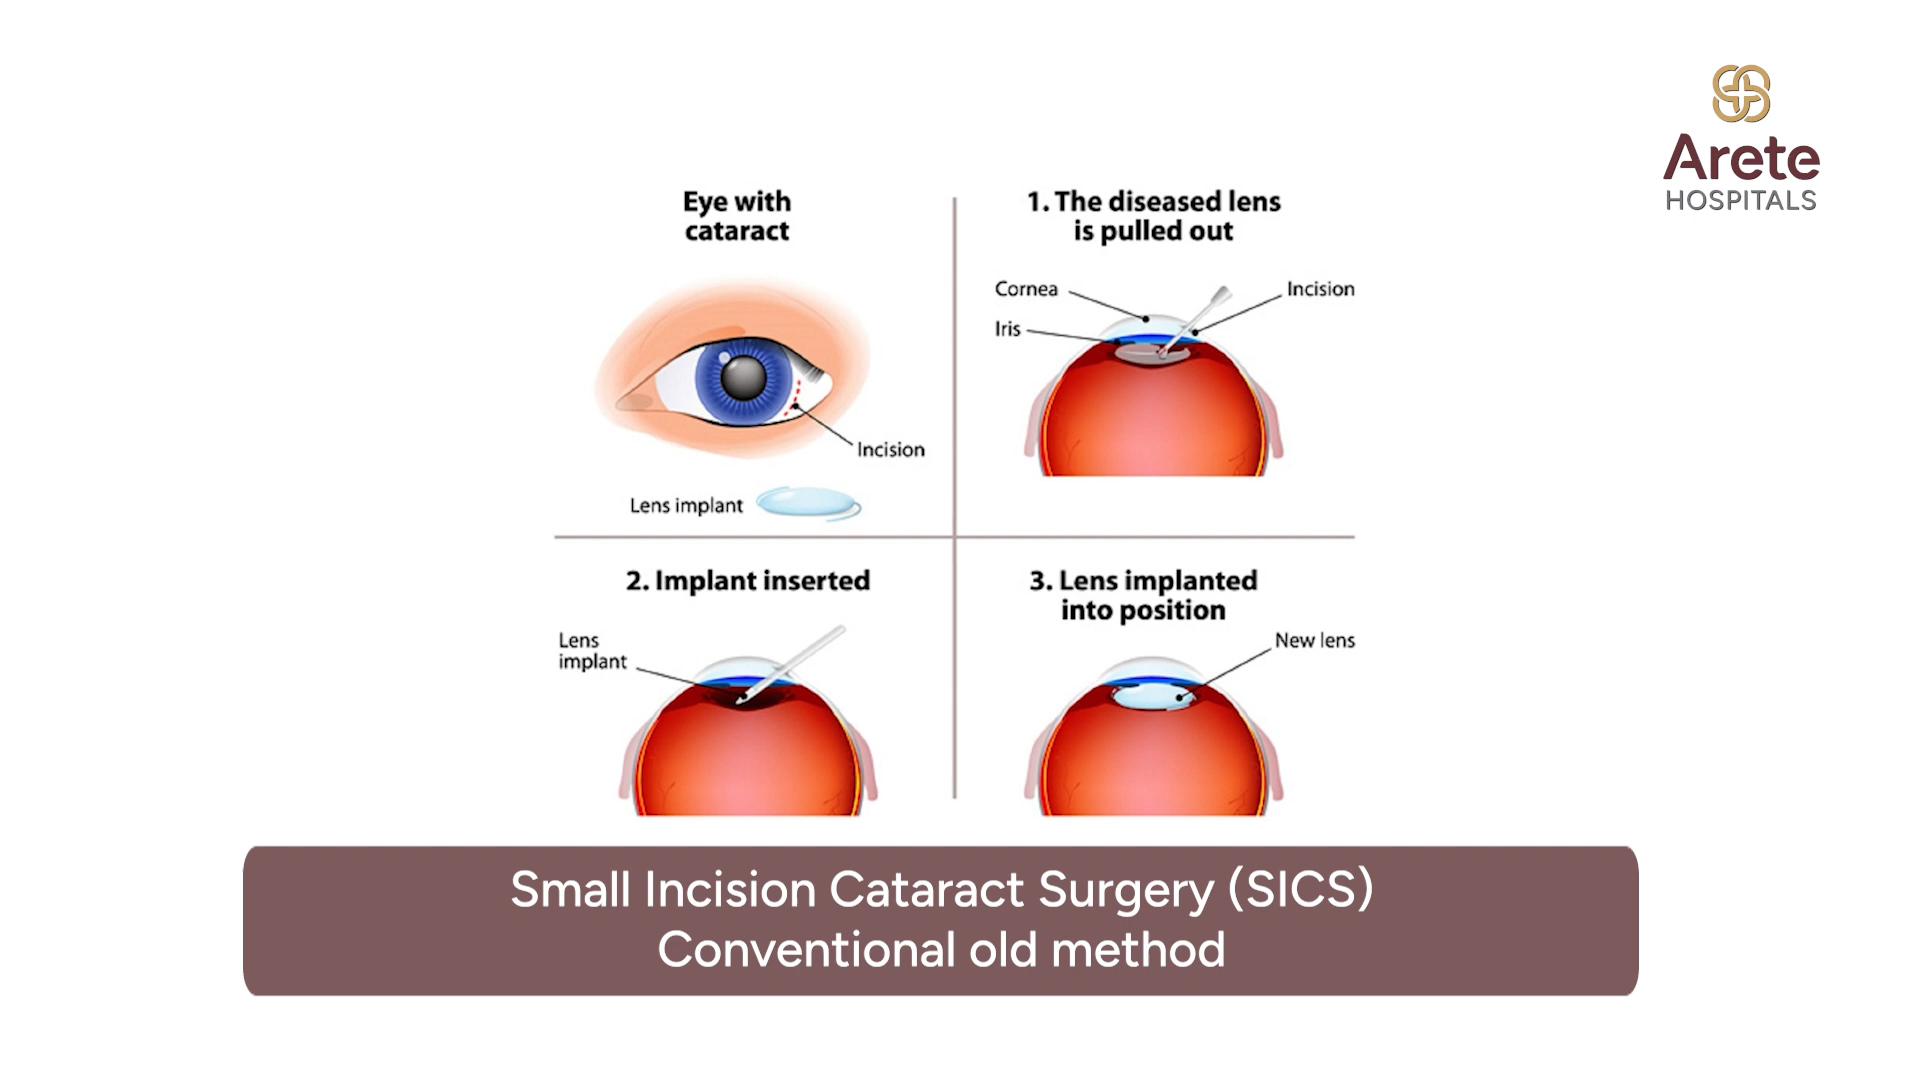 Arete
HOSPITALS
Eye with
cataract
Incision
Lens implant
1. The diseased lens
is pulled out
Cornea
Incision
Iris
2. Implant inserted
Lens
implant
3. Lens implanted
into position
New lens
Small Incision Cataract Surgery (SICS)
Conventional old method